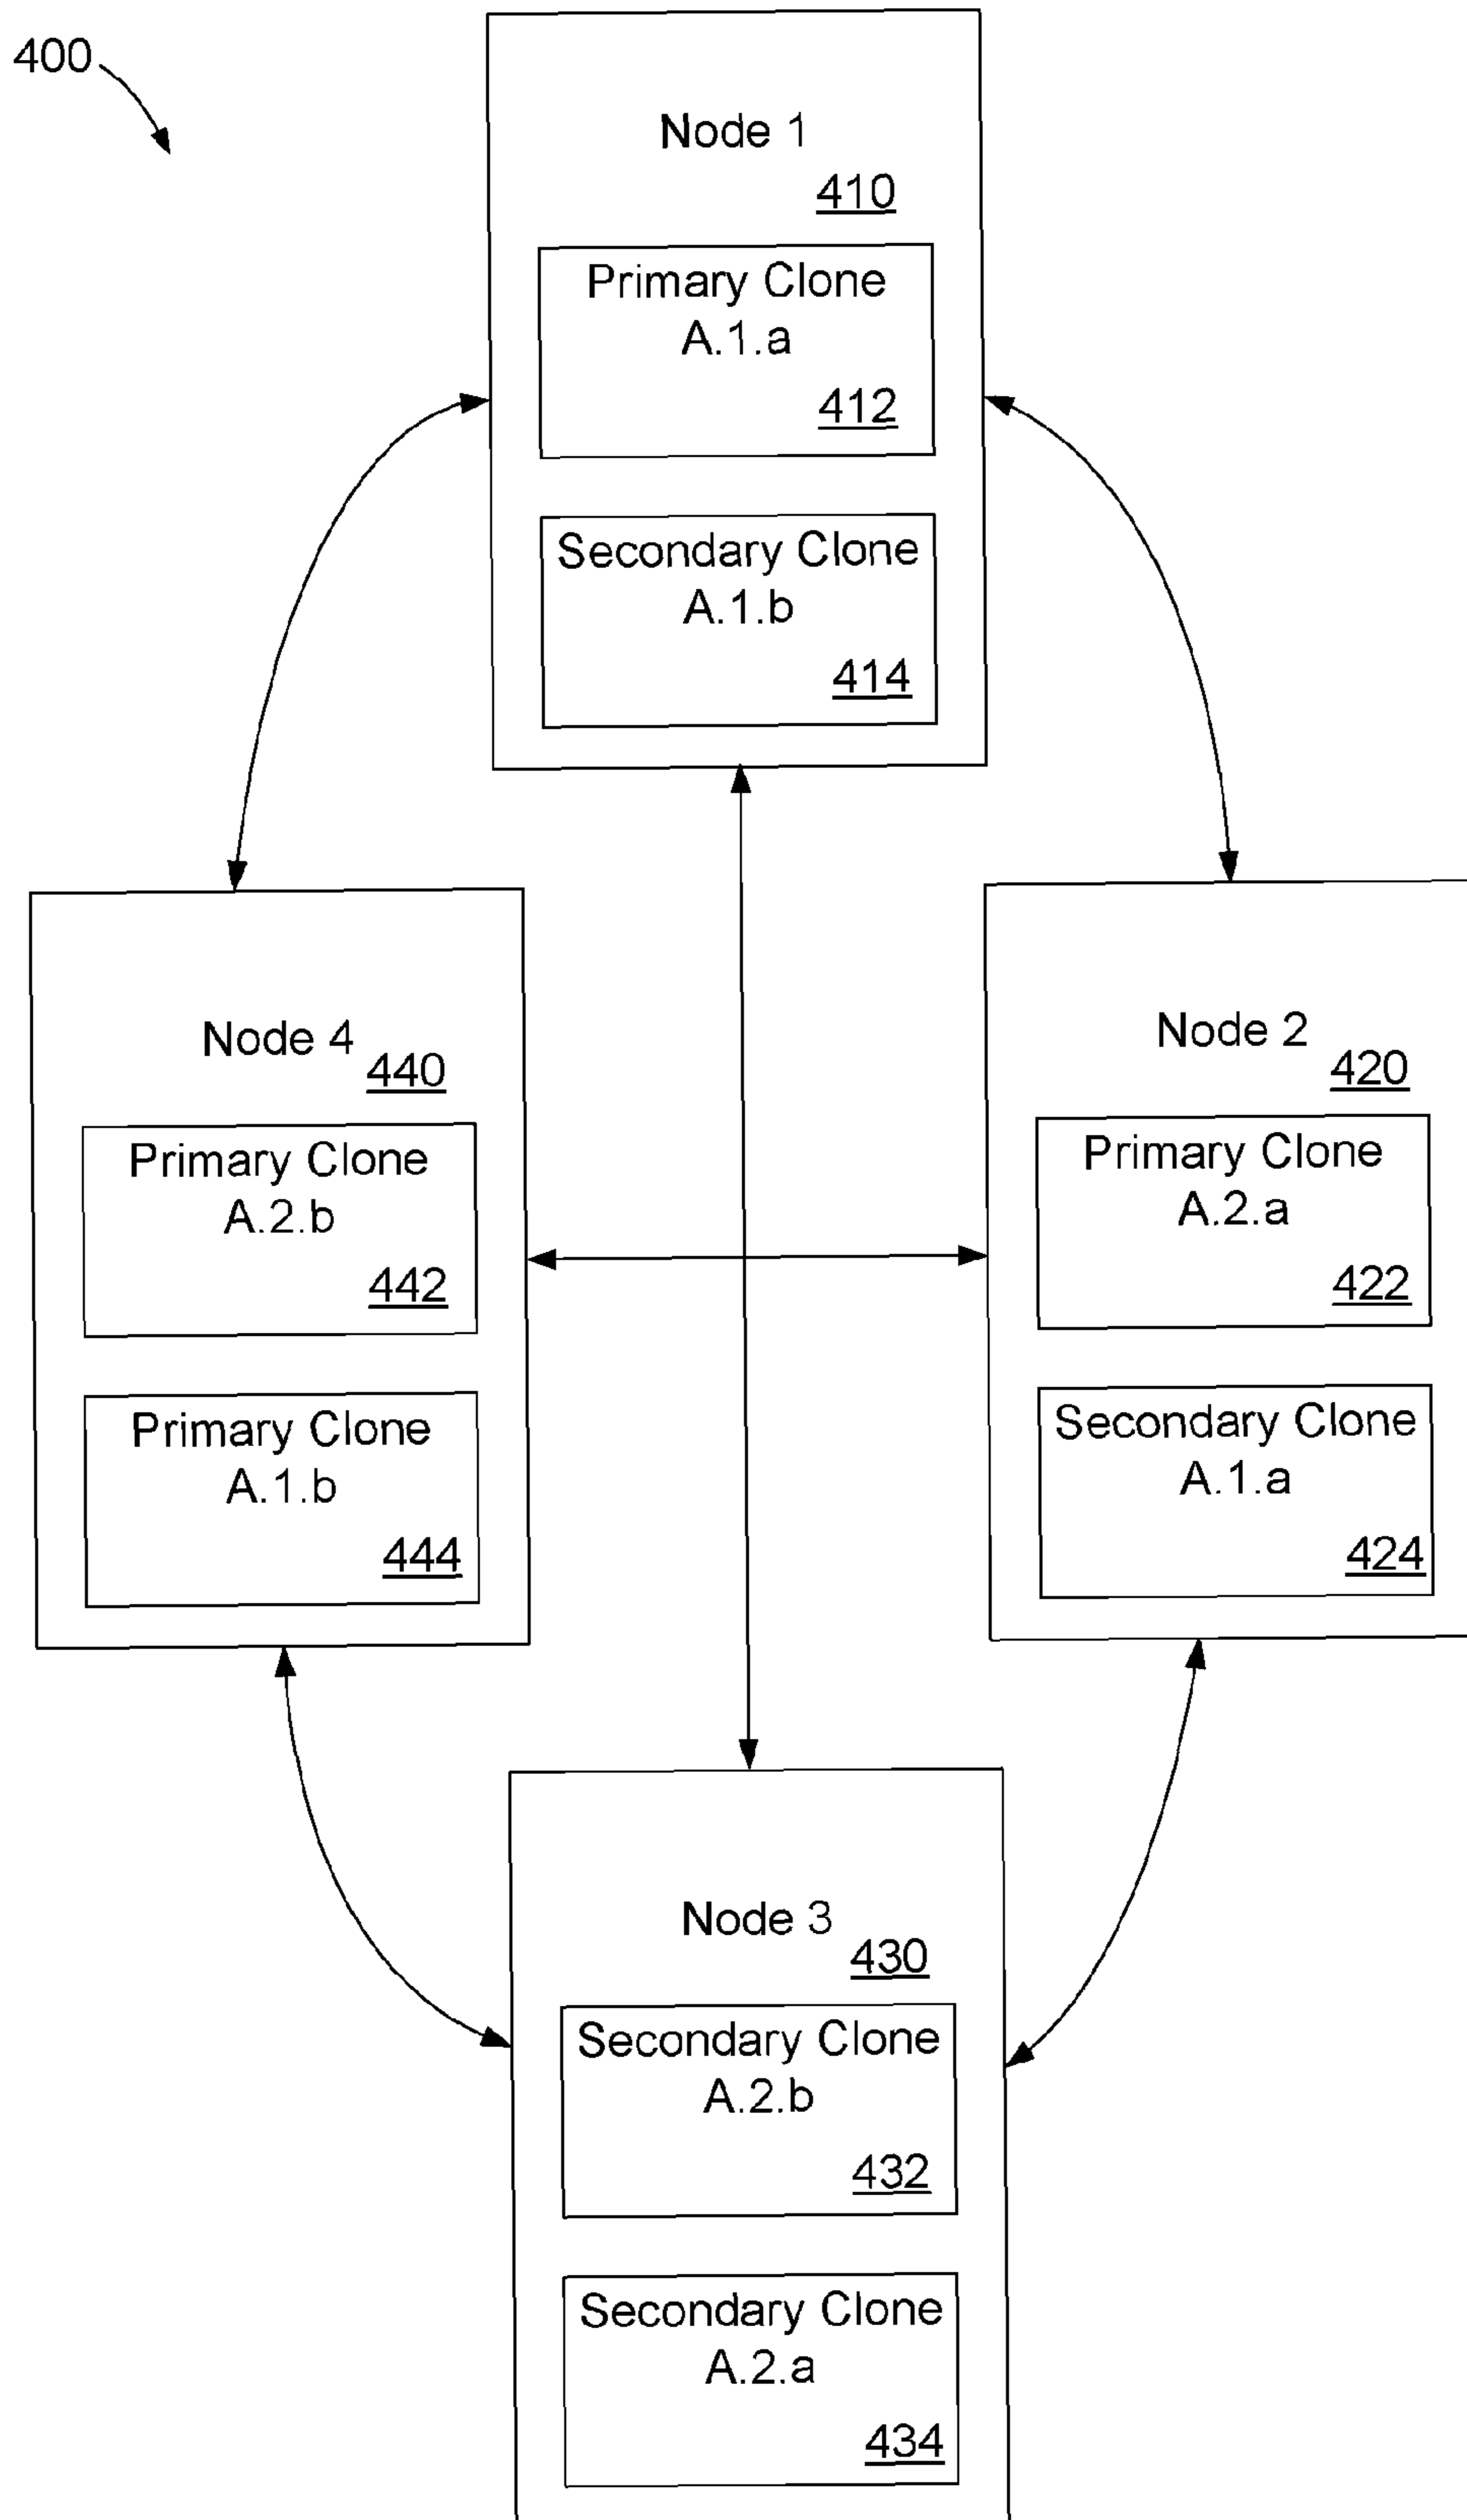 400
Node 1
410
Primary Clone
A.1.a
412
Secondary Clone
A.1.b
414
Node 4
440
Primary Clone
A.2.b
442
Primary Clone
A.1.b
444
Node 2
420
Primary Clone
A.2.a
422
Secondary Clone
A.1.a
424
Node 3
430
Secondary Clone
A.2.b
432
Secondary Clone
A.2.a
434